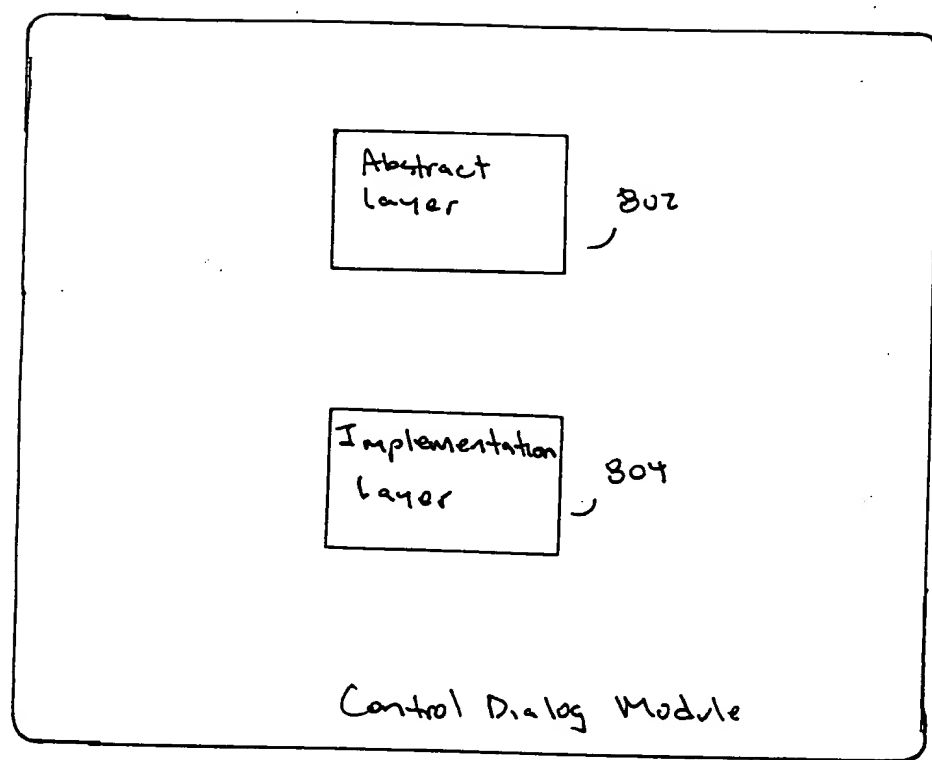 Abstract
Layer
802
Implementation
Layer
804
Control Dialog Module